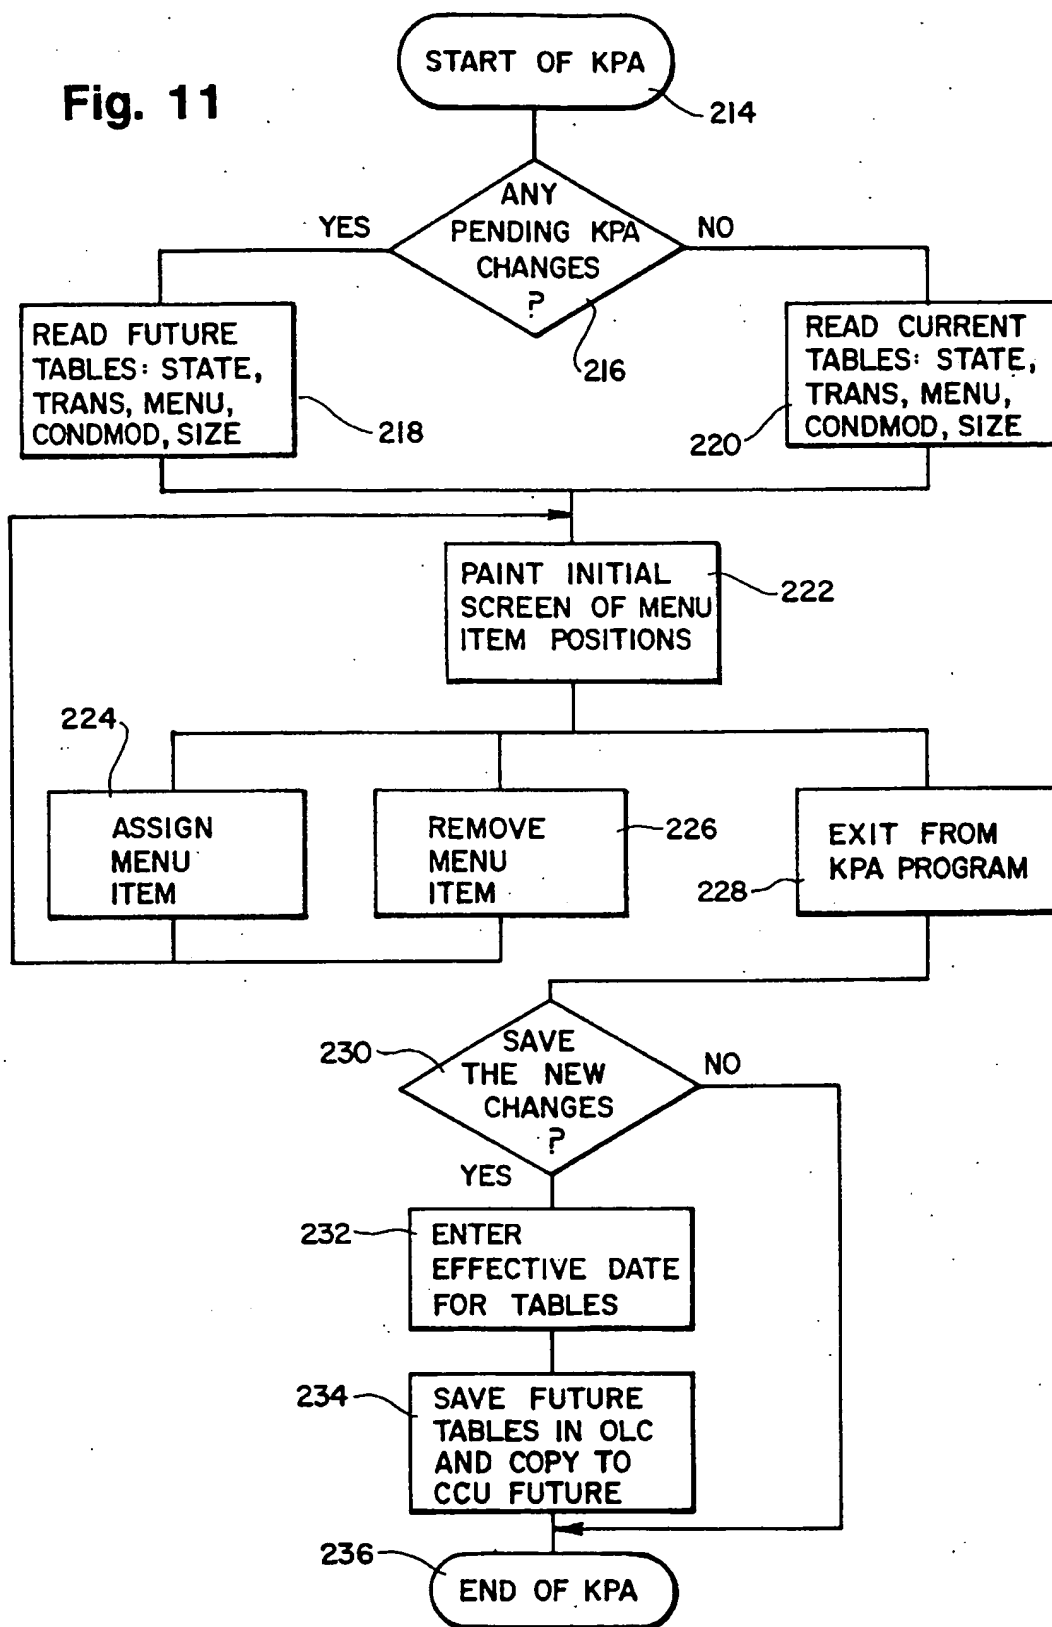 Fig. 11
START OF KPA
214
ANY
PENDING KPA
CHANGES
?
YES
NO
216
READ FUTURE
TABLES: STATE,
TRANS, MENU,
CONDMOD, SIZE
218
READ CURRENT
TABLES: STATE,
TRANS, MENU,
CONDMOD, SIZE
220
PAINT INITIAL
SCREEN OF MENU
ITEM POSITIONS
222
224
ASSIGN
MENU
ITEM
REMOVE
MENU
ITEM
226
EXIT FROM
KPA PROGRAM
228
230
SAVE
THE NEW
CHANGES
?
NO
YES
232
ENTER
EFFECTIVE DATE
FOR TABLES
234
SAVE FUTURE
TABLES IN OLC
AND COPY TO
CCU FUTURE
236
END OF KPA